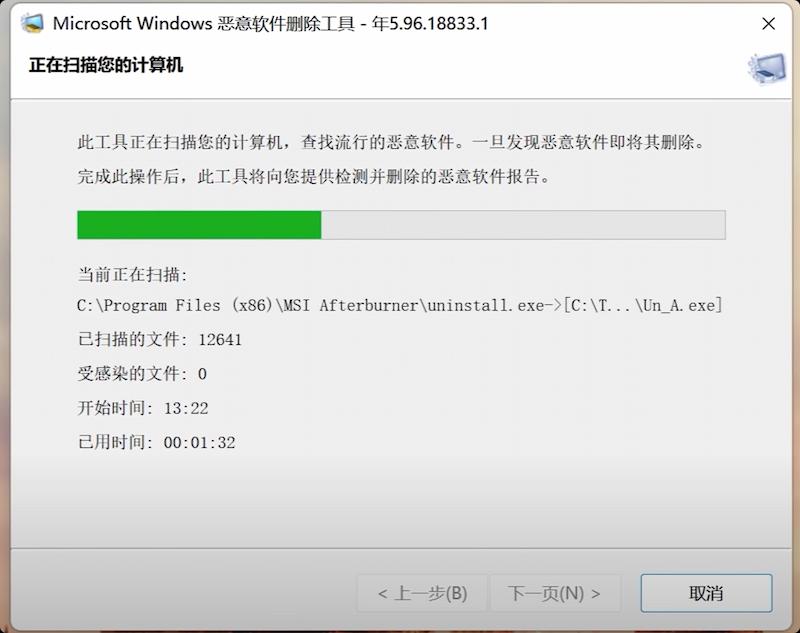 Microsoft Windows 恶意软件删除工具 - 年5.96.18833.1
正在扫描您的计算机
此工具正在扫描您的计算机，查找流行的恶意软件。一旦发现恶意软件即将其删除。
完成此操作后，此工具将向您提供检测并删除的恶意软件报告。
当前正在扫描:
C:\Program Files (x86)\MSI Afterburner\uninstall.exe->[C:\T...\Un_A.exe]
已扫描的文件: 12641
受感染的文件: 0
开始时间: 13:22
已用时间: 00:01:32
< 上一步(B) 下一页(N) > 取消